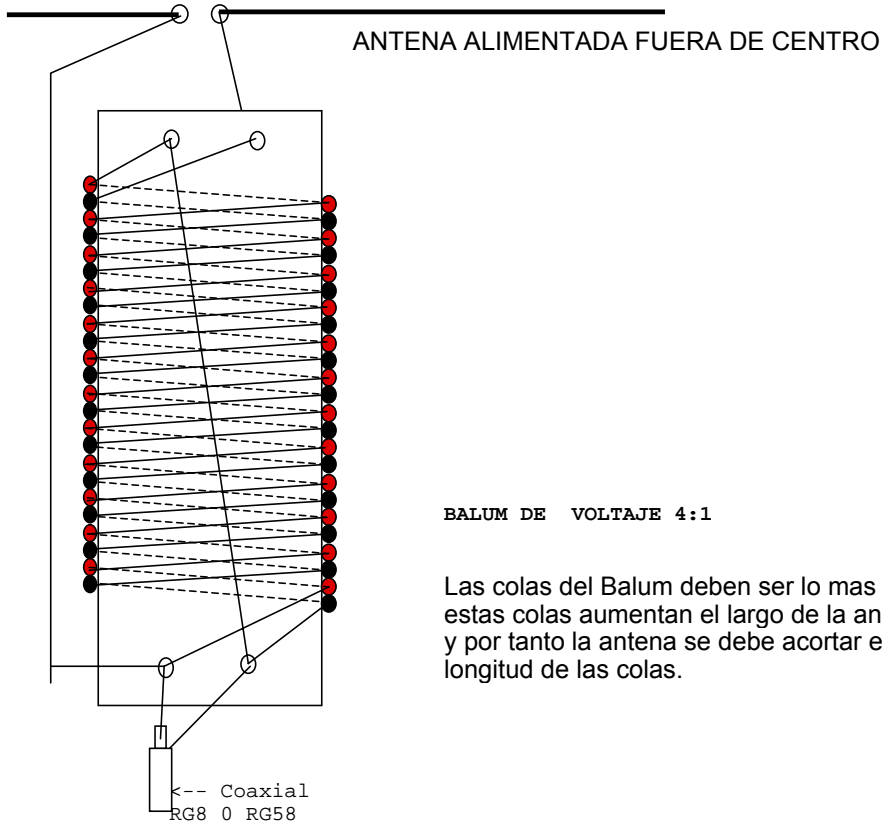 ANTENA ALIMENTADA FUERA DE CENTRO
BALUM DE VOLTAJE 4:1
Las colas del Balum deben ser lo mas
estas colas aumentan el largo de la an
y por tanto la antena se debe acortar e
longitud de las colas.
<-- Coaxial
RG8 0 RG58